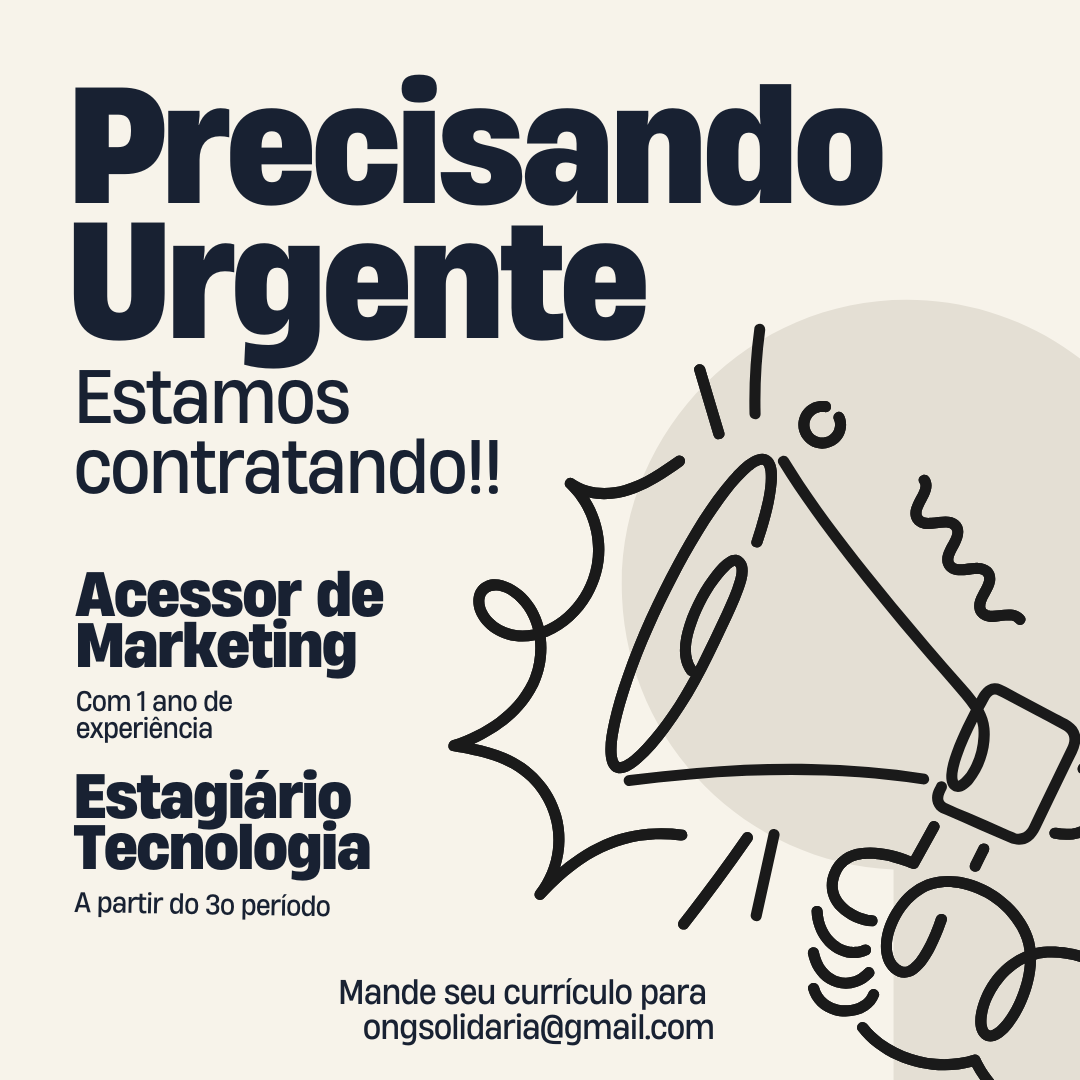 Precisando
Urgente
Estamos
contratando!!
Acessor de
Marketing
Com 1 ano de
experiência
Estagiário
Tecnologia
A partir do 3o período
Mande seu currículo para
ongsolidaria@gmail.com